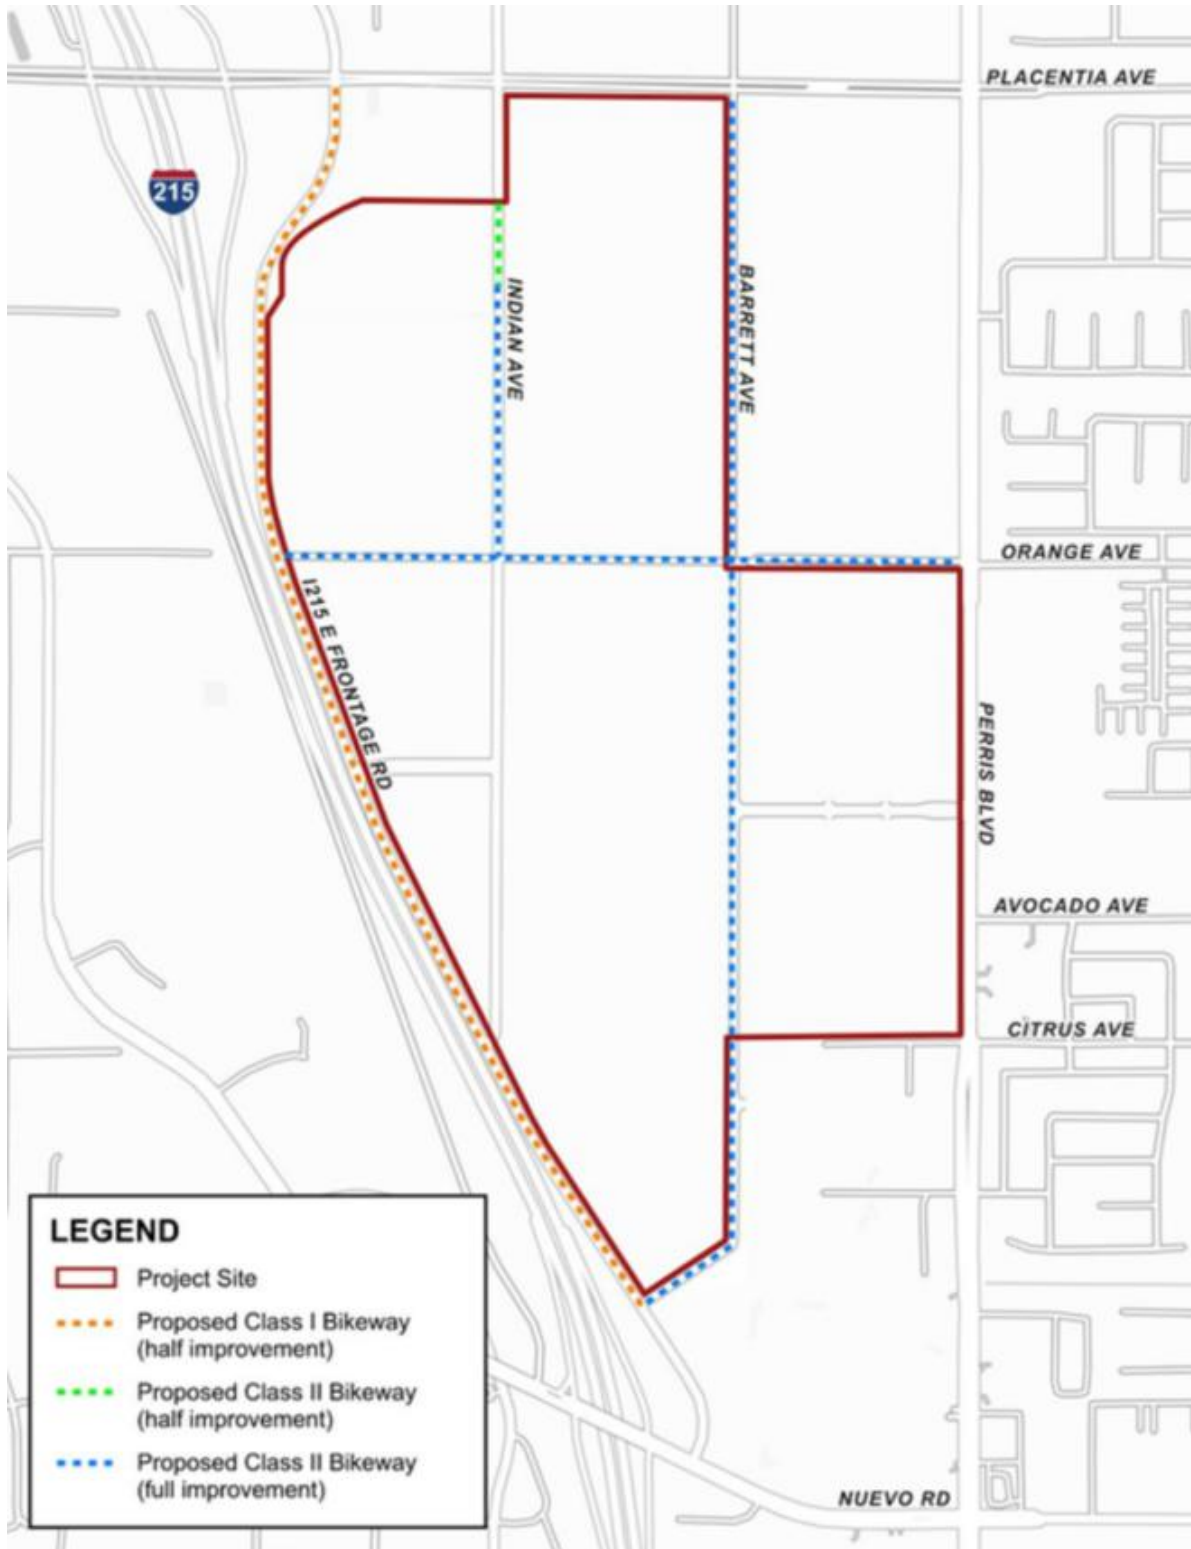 PLACENTIA AVE
215
INDIAN AVE
BARRETT AVE
ORANGE AVE
I215 E FRONTAGE RD
PERRIS BLVD
AVOCADO AVE
CITRUS AVE
LEGEND
Project Site
Proposed Class I Bikeway
(half improvement)
Proposed Class II Bikeway
(half improvement)
Proposed Class II Bikeway
(full improvement)
NUEVO RD